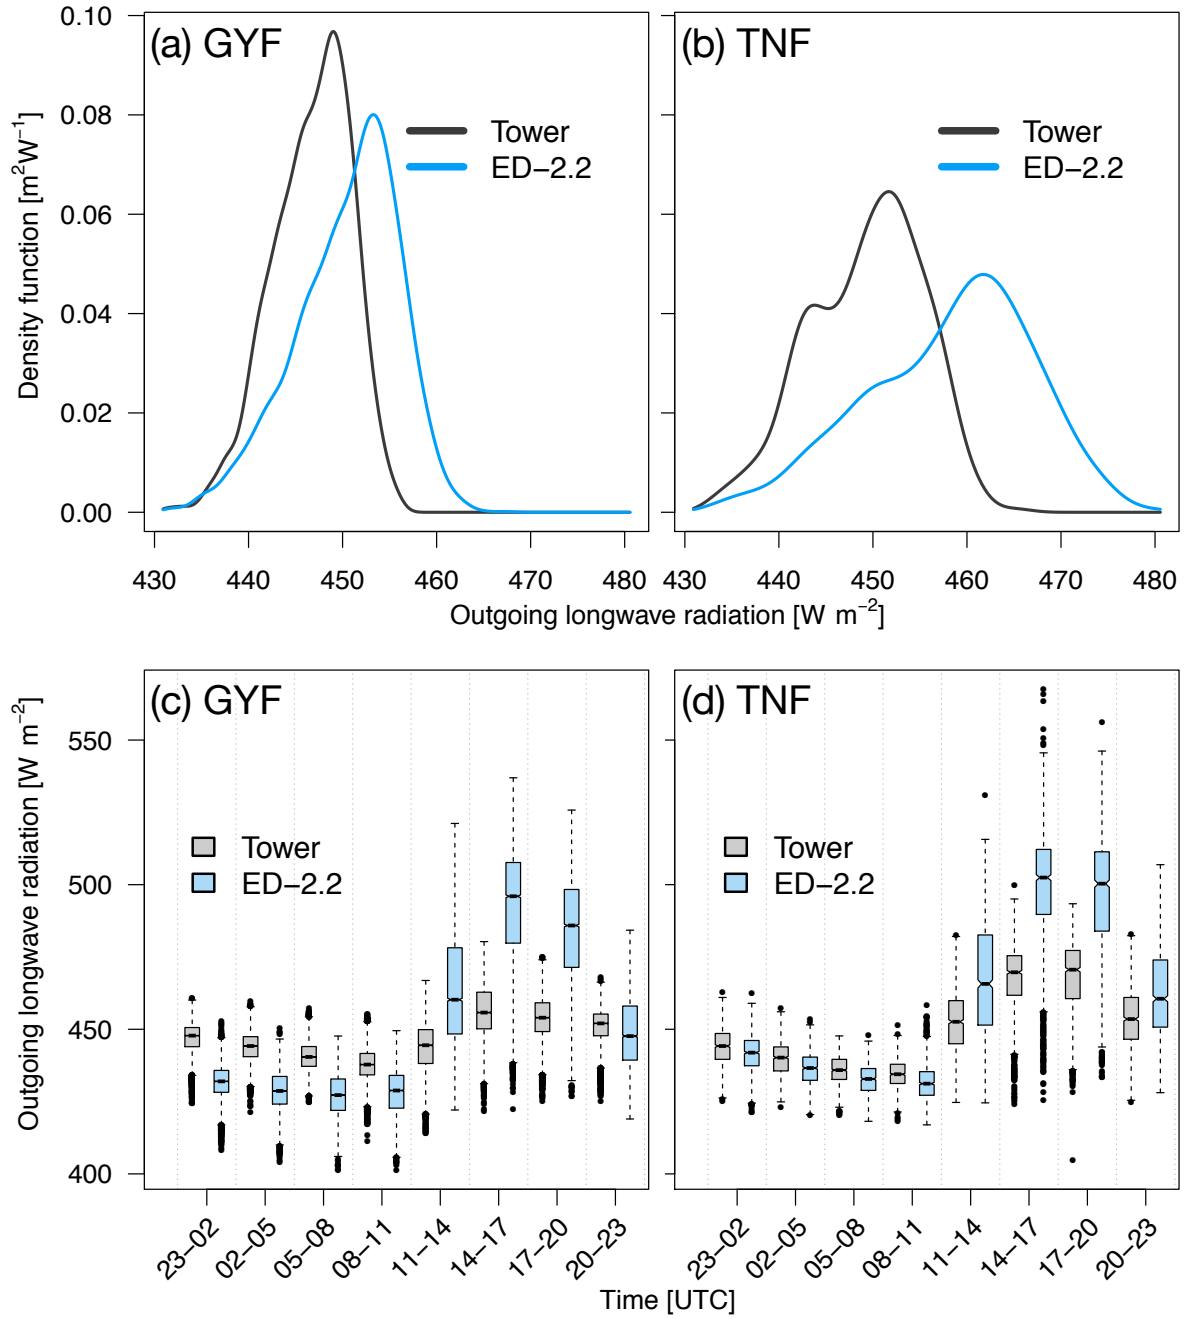 (a) GYF
(b) TNF
Density function [m²W⁻¹]
0.10
0.08
0.06
0.04
0.02
0.00
Tower
ED−2.2
Tower
ED−2.2
430 440 450 460 470 480
430 440 450 460 470 480
Outgoing longwave radiation [W m⁻²]
(c) GYF
(d) TNF
Outgoing longwave radiation [W m⁻²]
550
500
450
400
Tower
ED−2.2
Tower
ED−2.2
23−02 02−05 05−08 08−11 11−14 14−17 17−20 20−23
23−02 02−05 05−08 08−11 11−14 14−17 17−20 20−23
Time [UTC]